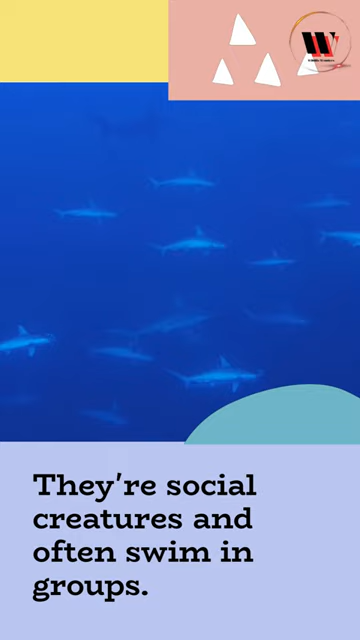 They're social
creatures and
often swim in
groups.